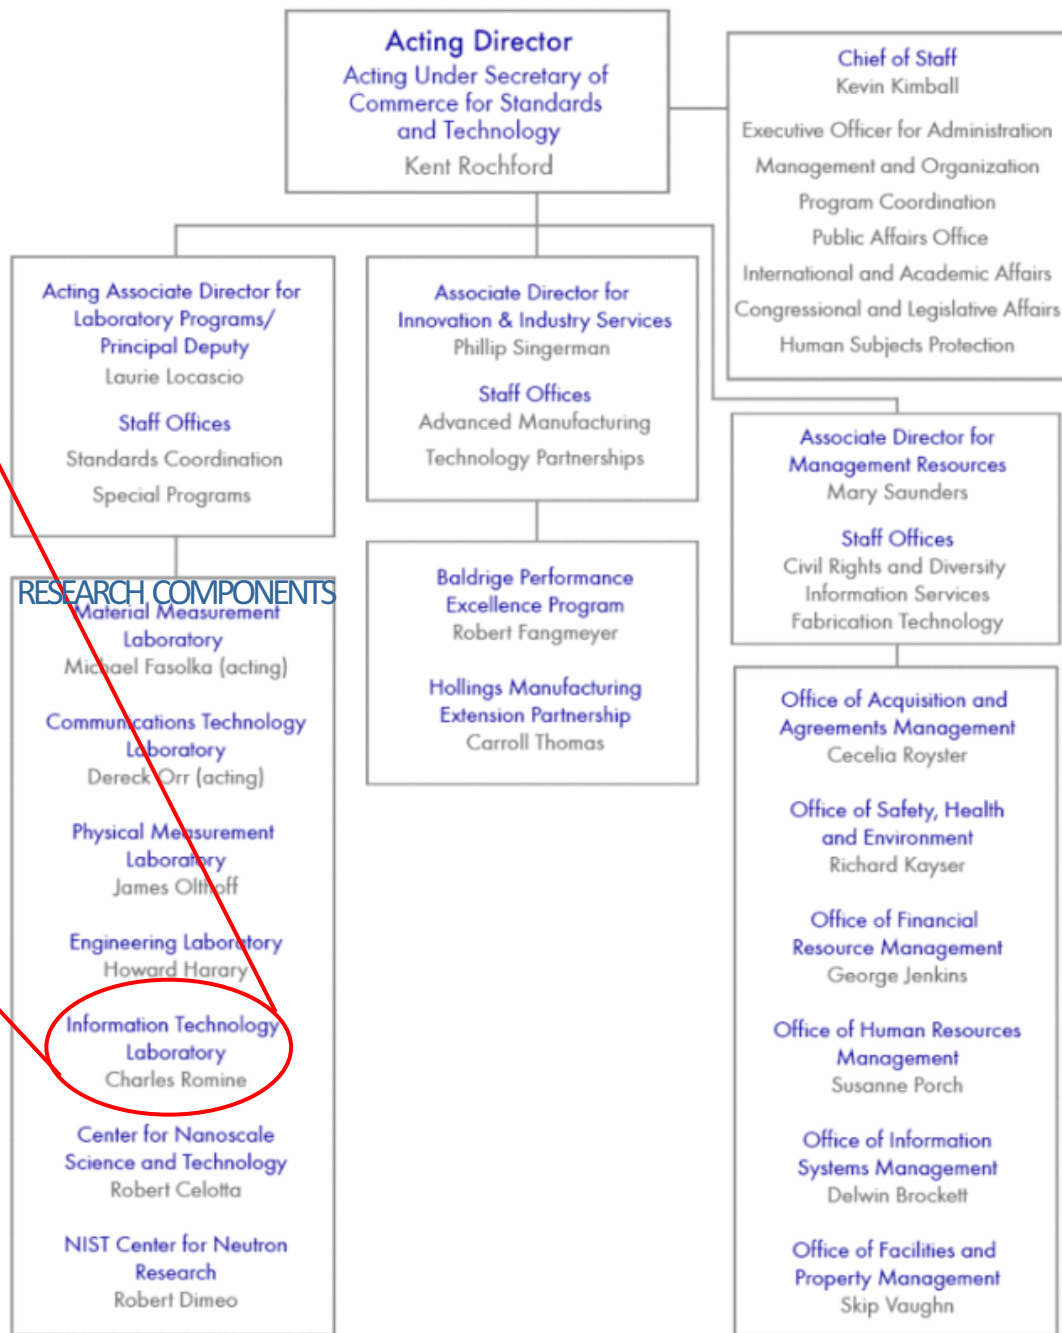 Acting Director
Acting Under Secretary of
Commerce for Standards
and Technology
Kent Rochford
Chief of Staff
Kevin Kimball
Executive Officer for Administration
Management and Organization
Program Coordination
Public Affairs Office
International and Academic Affairs
Congressional and Legislative Affairs
Human Subjects Protection
Acting Associate Director for
Laboratory Programs/
Principal Deputy
Laurie Locascio
Staff Offices
Standards Coordination
Special Programs
Associate Director for
Innovation & Industry Services
Phillip Singerman
Staff Offices
Advanced Manufacturing
Technology Partnerships
Associate Director for
Management Resources
Mary Saunders
Staff Offices
Civil Rights and Diversity
Information Services
Fabrication Technology
RESEARCH COMPONENTS
Material Measurement
Laboratory
Michael Fasolka (acting)
Communications Technology
Laboratory
Dereck Orr (acting)
Physical Measurement
Laboratory
James Olthoff
Engineering Laboratory
Howard Harary
Information Technology
Laboratory
Charles Romine
Center for Nanoscale
Science and Technology
Robert Celotta
NIST Center for Neutron
Research
Robert Dimeo
Baldrige Performance
Excellence Program
Robert Fangmeyer
Hollings Manufacturing
Extension Partnership
Carroll Thomas
Office of Acquisition and
Agreements Management
Cecelia Royster
Office of Safety, Health
and Environment
Richard Kayser
Office of Financial
Resource Management
George Jenkins
Office of Human Resources
Management
Susanne Porch
Office of Information
Systems Management
Delwin Brockett
Office of Facilities and
Property Management
Skip Vaughn